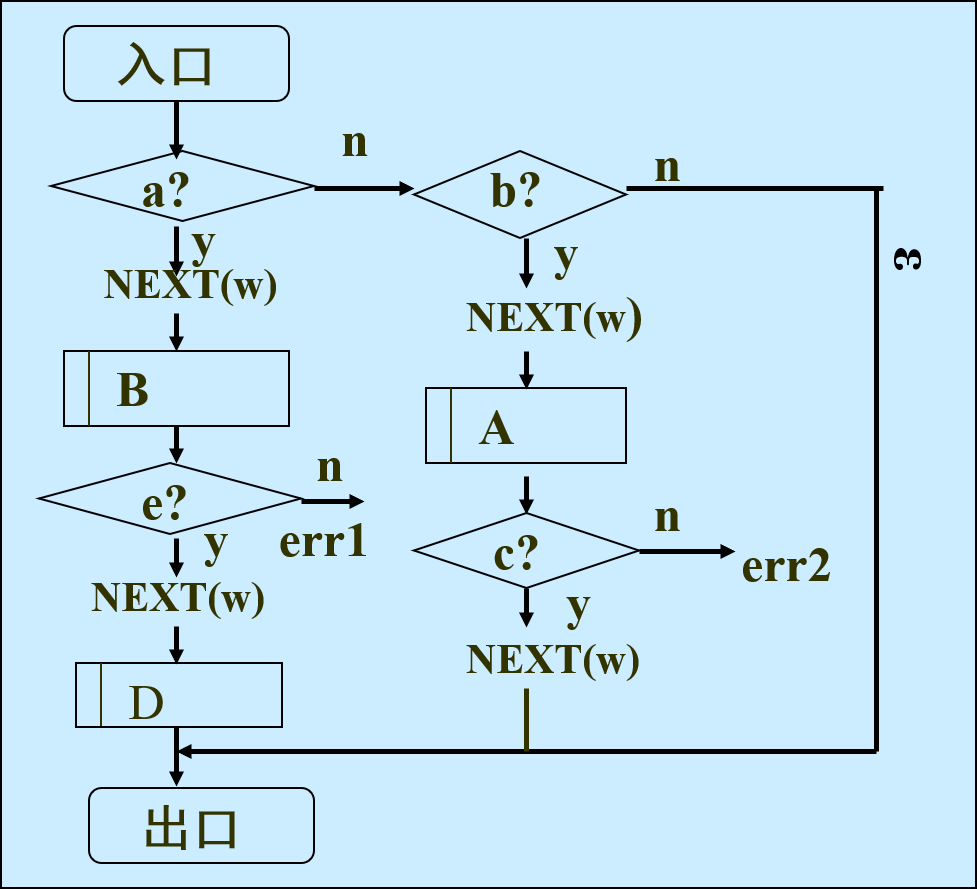 入口
a?
n
b?
n
y
NEXT(w)
y
NEXT(w)
3
B
A
e?
n
err1
c?
n
err2
y
NEXT(w)
y
NEXT(w)
D
出口